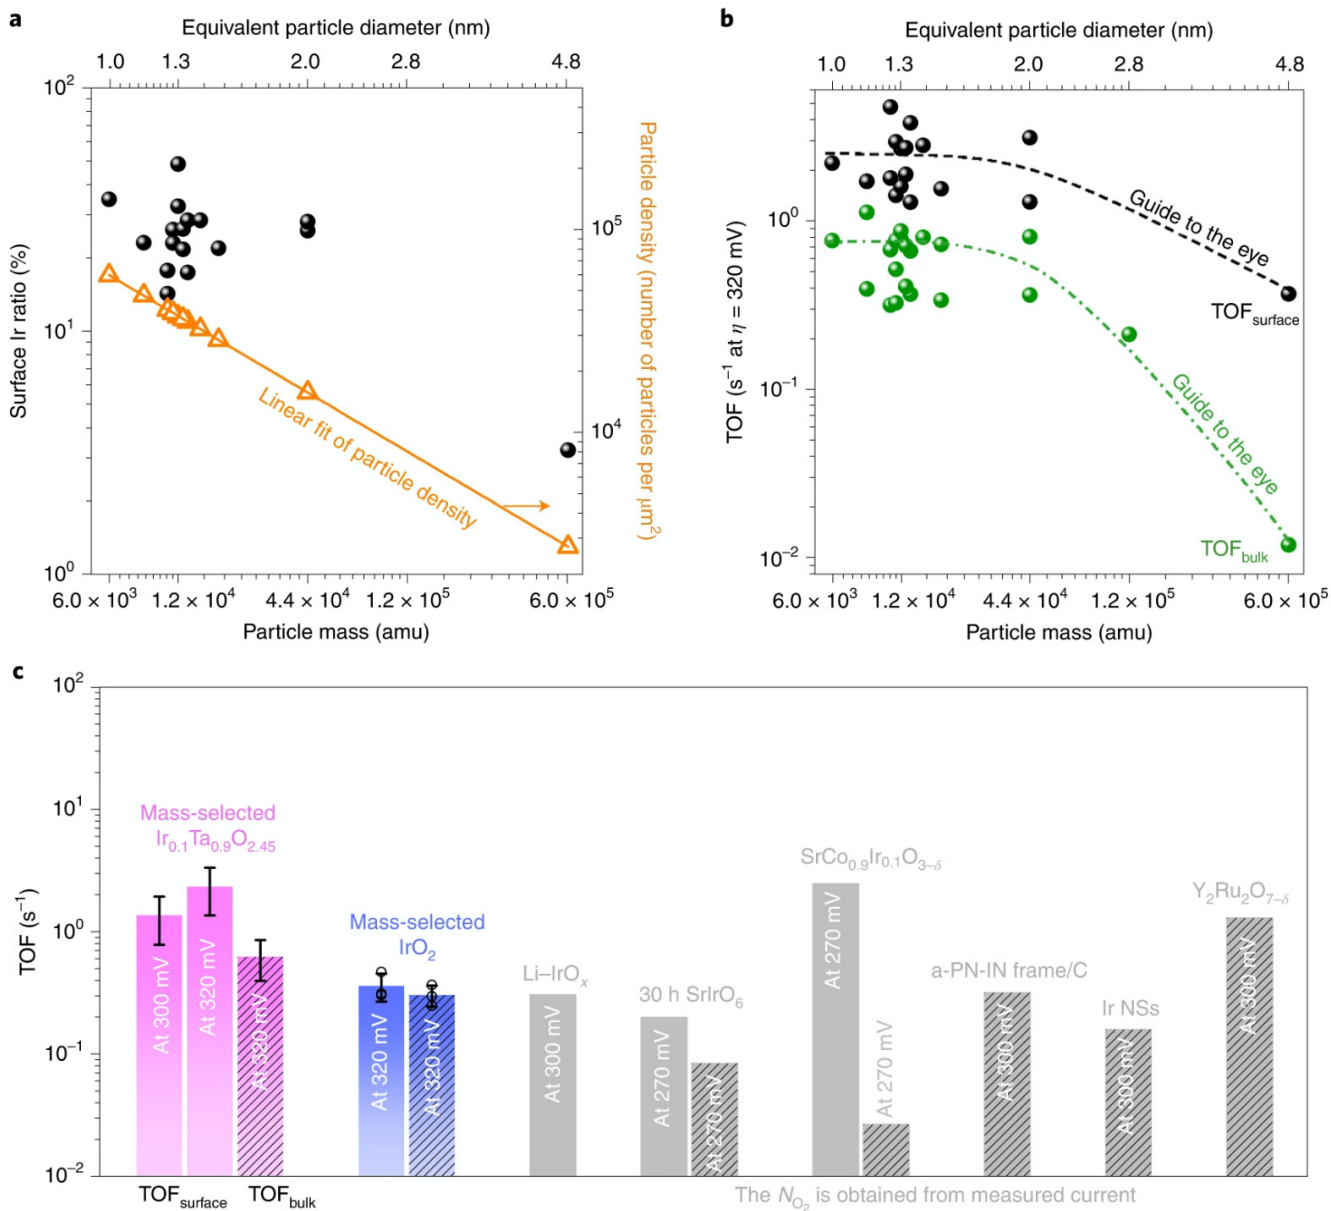 a
Equivalent particle diameter (nm)
1.0 1.3 2.0 2.8 4.8
10²
10¹
10⁰
Surface Ir ratio (%)
10⁵
10⁴
Particle density (number of particles per μm²)
Linear fit of particle density
6.0 × 10³ 1.2 × 10⁴ 4.4 × 10⁴ 1.2 × 10⁵ 6.0 × 10⁵
Particle mass (amu)
b
Equivalent particle diameter (nm)
1.0 1.3 2.0 2.8 4.8
10⁰
10⁻¹
10⁻²
TOF (s⁻¹ at η = 320 mV)
Guide to the eye
TOF_surface
Guide to the eye
TOF_bulk
6.0 × 10³ 1.2 × 10⁴ 4.4 × 10⁴ 1.2 × 10⁵ 6.0 × 10⁵
Particle mass (amu)
c
10²
10¹
10⁰
10⁻¹
10⁻²
TOF (s⁻¹)
Mass-selected
Ir₀.₁Ta₀.₉O₂.₄₅
At 300 mV
At 320 mV
At 320 mV
Mass-selected
IrO₂
At 320 mV
At 320 mV
Li–IrOₓ
At 300 mV
30 h SrIrO₆
At 270 mV
At 270 mV
SrCo₀.₉Ir₀.₁O₃₋δ
At 270 mV
At 270 mV
a-PN-IN frame/C
At 300 mV
Ir NSs
At 300 mV
Y₂Ru₂O₇₋δ
At 300 mV
TOF_surface TOF_bulk
The N_O₂ is obtained from measured current